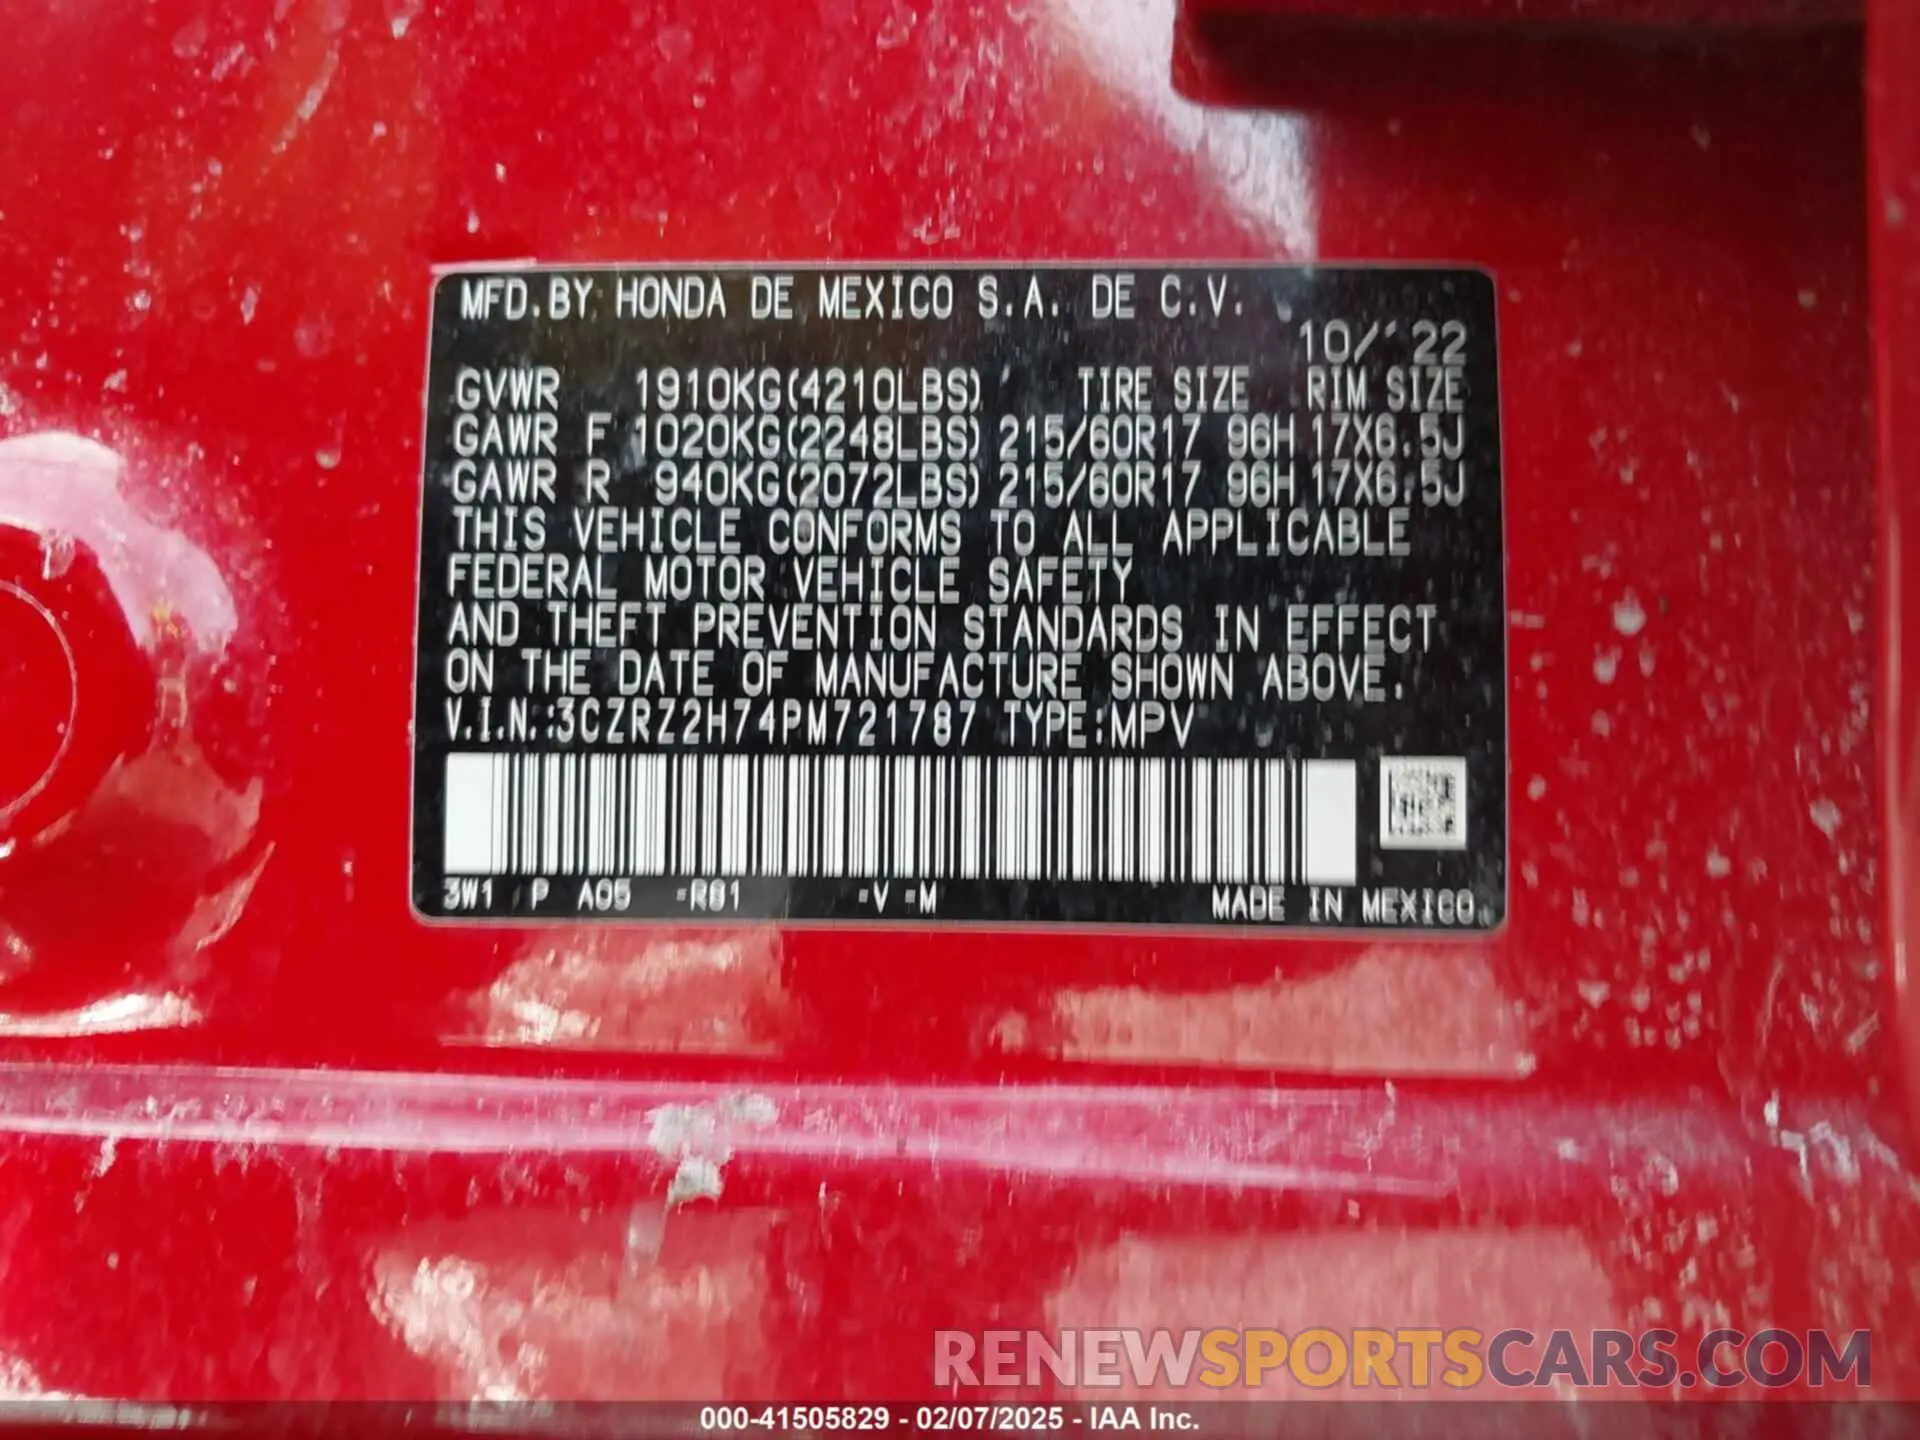 MFD.BY HONDA DE MEXICO S.A. DE C.V.
10/'22
GVWR 1910KG(4210LBS) TIRE SIZE RIM SIZE
GAWR F 1020KG(2248LBS) 215/60R17 96H 17X6.5J
GAWR R 940KG(2072LBS) 215/60R17 96H 17X6.5J
THIS VEHICLE CONFORMS TO ALL APPLICABLE
FEDERAL MOTOR VEHICLE SAFETY
AND THEFT PREVENTION STANDARDS IN EFFECT
ON THE DATE OF MANUFACTURE SHOWN ABOVE.
V.I.N.:3CZRZ2H74PM721787 TYPE:MPV
3W1 P A05 -R81 -V -M MADE IN MEXICO
RENEWSPORTSCARS.COM
000-41505829 - 02/07/2025 - IAA Inc.